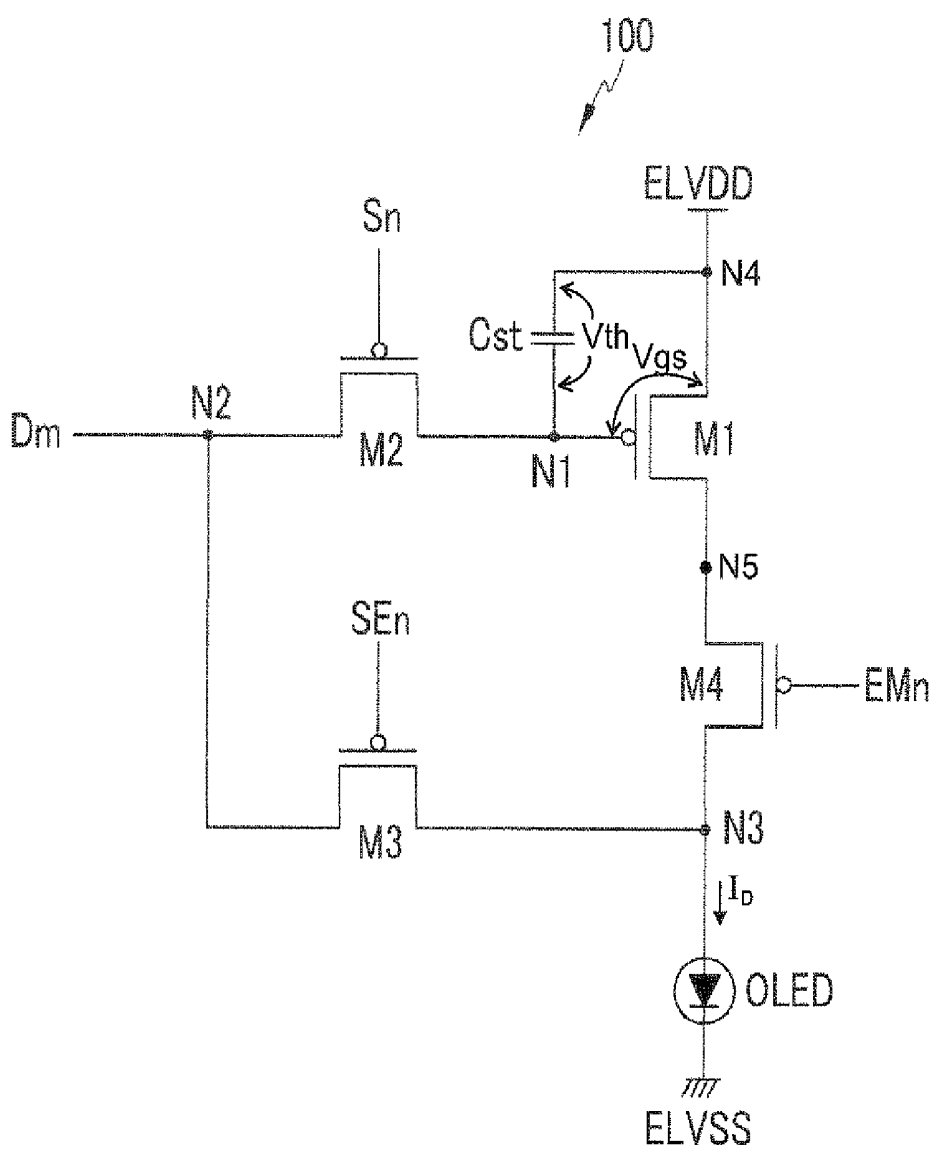 100
ELVDD
Sn
N4
Cst
Vth
Vgs
N2
Dm
M2
N1
M1
N5
SEn
M4
EMn
M3
N3
I_D
OLED
ELVSS